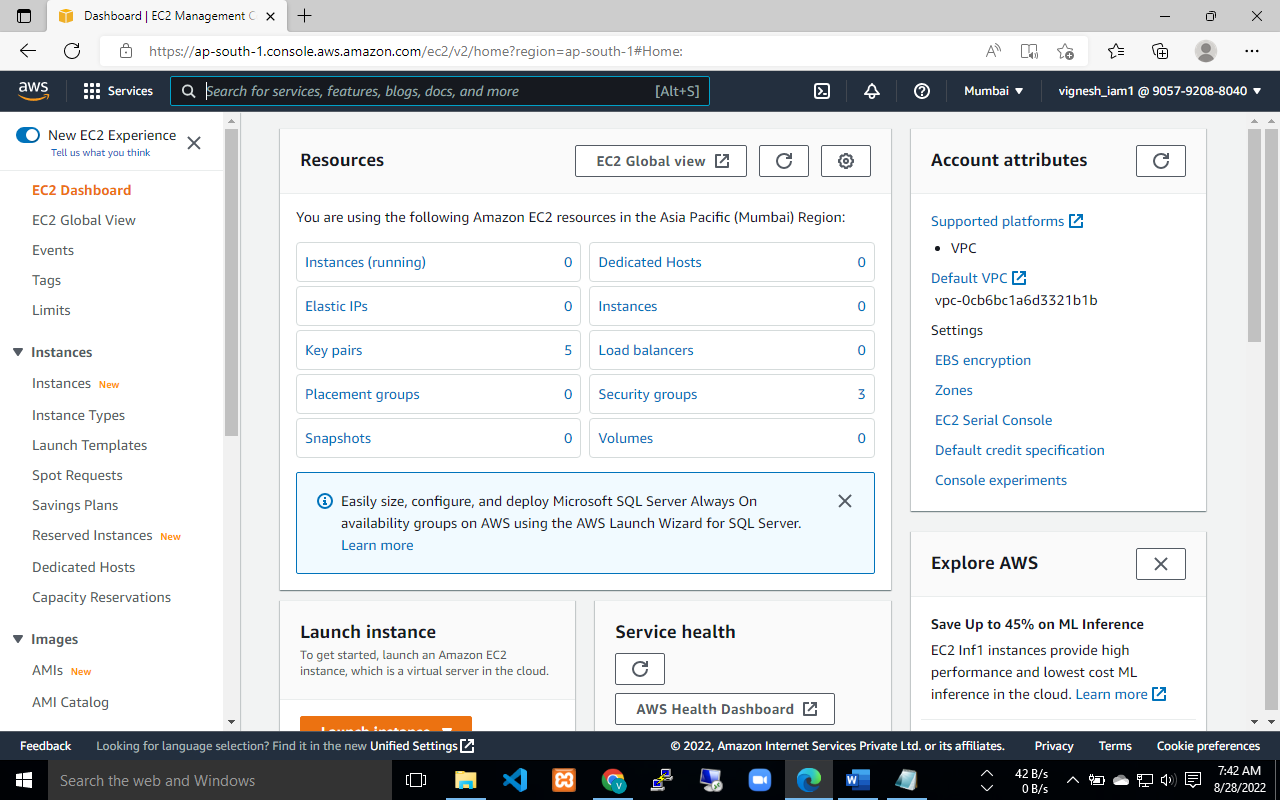 Dashboard | EC2 Management C
https://ap-south-1.console.aws.amazon.com/ec2/v2/home?region=ap-south-1#Home:
aws
Services
Search for services, features, blogs, docs, and more
[Alt+S]
Mumbai
vignesh_iam1 @ 9057-9208-8040
New EC2 Experience
Tell us what you think
EC2 Dashboard
EC2 Global View
Events
Tags
Limits
Instances
Instances New
Instance Types
Launch Templates
Spot Requests
Savings Plans
Reserved Instances New
Dedicated Hosts
Capacity Reservations
Images
AMIs New
AMI Catalog
Resources
EC2 Global view
You are using the following Amazon EC2 resources in the Asia Pacific (Mumbai) Region:
Instances (running) 0
Dedicated Hosts 0
Elastic IPs 0
Instances 0
Key pairs 5
Load balancers 0
Placement groups 0
Security groups 3
Snapshots 0
Volumes 0
Easily size, configure, and deploy Microsoft SQL Server Always On
availability groups on AWS using the AWS Launch Wizard for SQL Server.
Learn more
Launch instance
To get started, launch an Amazon EC2
instance, which is a virtual server in the cloud.
Launch instance
Service health
AWS Health Dashboard
Account attributes
Supported platforms
VPC
Default VPC
vpc-0cb6bc1a6d3321b1b
Settings
EBS encryption
Zones
EC2 Serial Console
Default credit specification
Console experiments
Explore AWS
Save Up to 45% on ML Inference
EC2 Inf1 instances provide high
performance and lowest cost ML
inference in the cloud. Learn more
Feedback
Looking for language selection? Find it in the new Unified Settings
© 2022, Amazon Internet Services Private Ltd. or its affiliates.
Privacy
Terms
Cookie preferences
Search the web and Windows
42 B/s
0 B/s
7:42 AM
8/28/2022